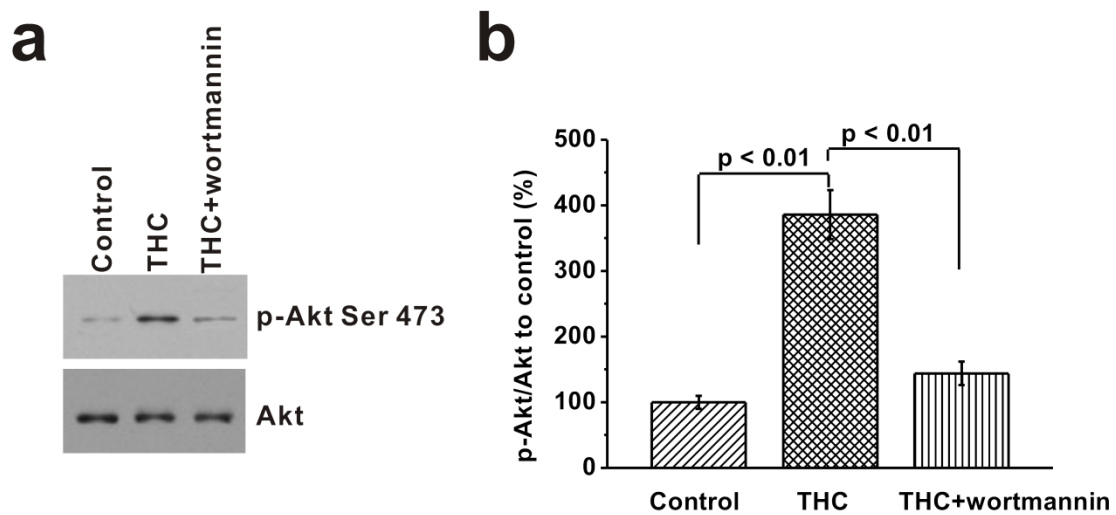 a
Control
THC
THC+wortmannin
p-Akt Ser 473
Akt
b
p-Akt/Akt to control (%)
500
400
300
200
100
0
p < 0.01
p < 0.01
Control
THC
THC+wortmannin